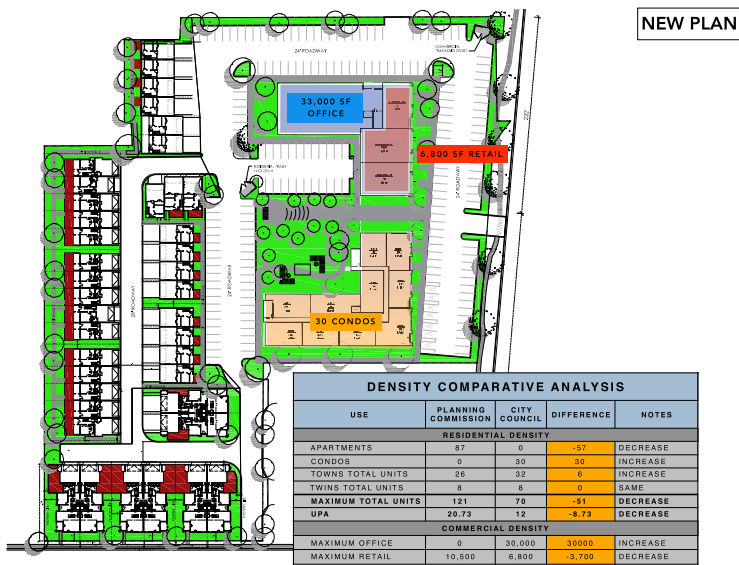 NEW PLAN
24' ROADWAY
COMMERCIAL
33,000 SF
OFFICE
6,800 SF RETAIL
RESIDENTIAL TRASH
24' ROADWAY
24' ROADWAY
30 CONDOS
DENSITY COMPARATIVE ANALYSIS
USE PLANNING COMMISSION CITY COUNCIL DIFFERENCE NOTES
RESIDENTIAL DENSITY
APARTMENTS 87 0 -57 DECREASE
CONDOS 0 30 30 INCREASE
TOWNS TOTAL UNITS 26 32 6 INCREASE
TWINS TOTAL UNITS 8 8 0 SAME
MAXIMUM TOTAL UNITS 121 70 -51 DECREASE
UPA 20.73 12 -8.73 DECREASE
COMMERCIAL DENSITY
MAXIMUM OFFICE 0 30,000 30000 INCREASE
MAXIMUM RETAIL 10,500 6,800 -3,700 DECREASE